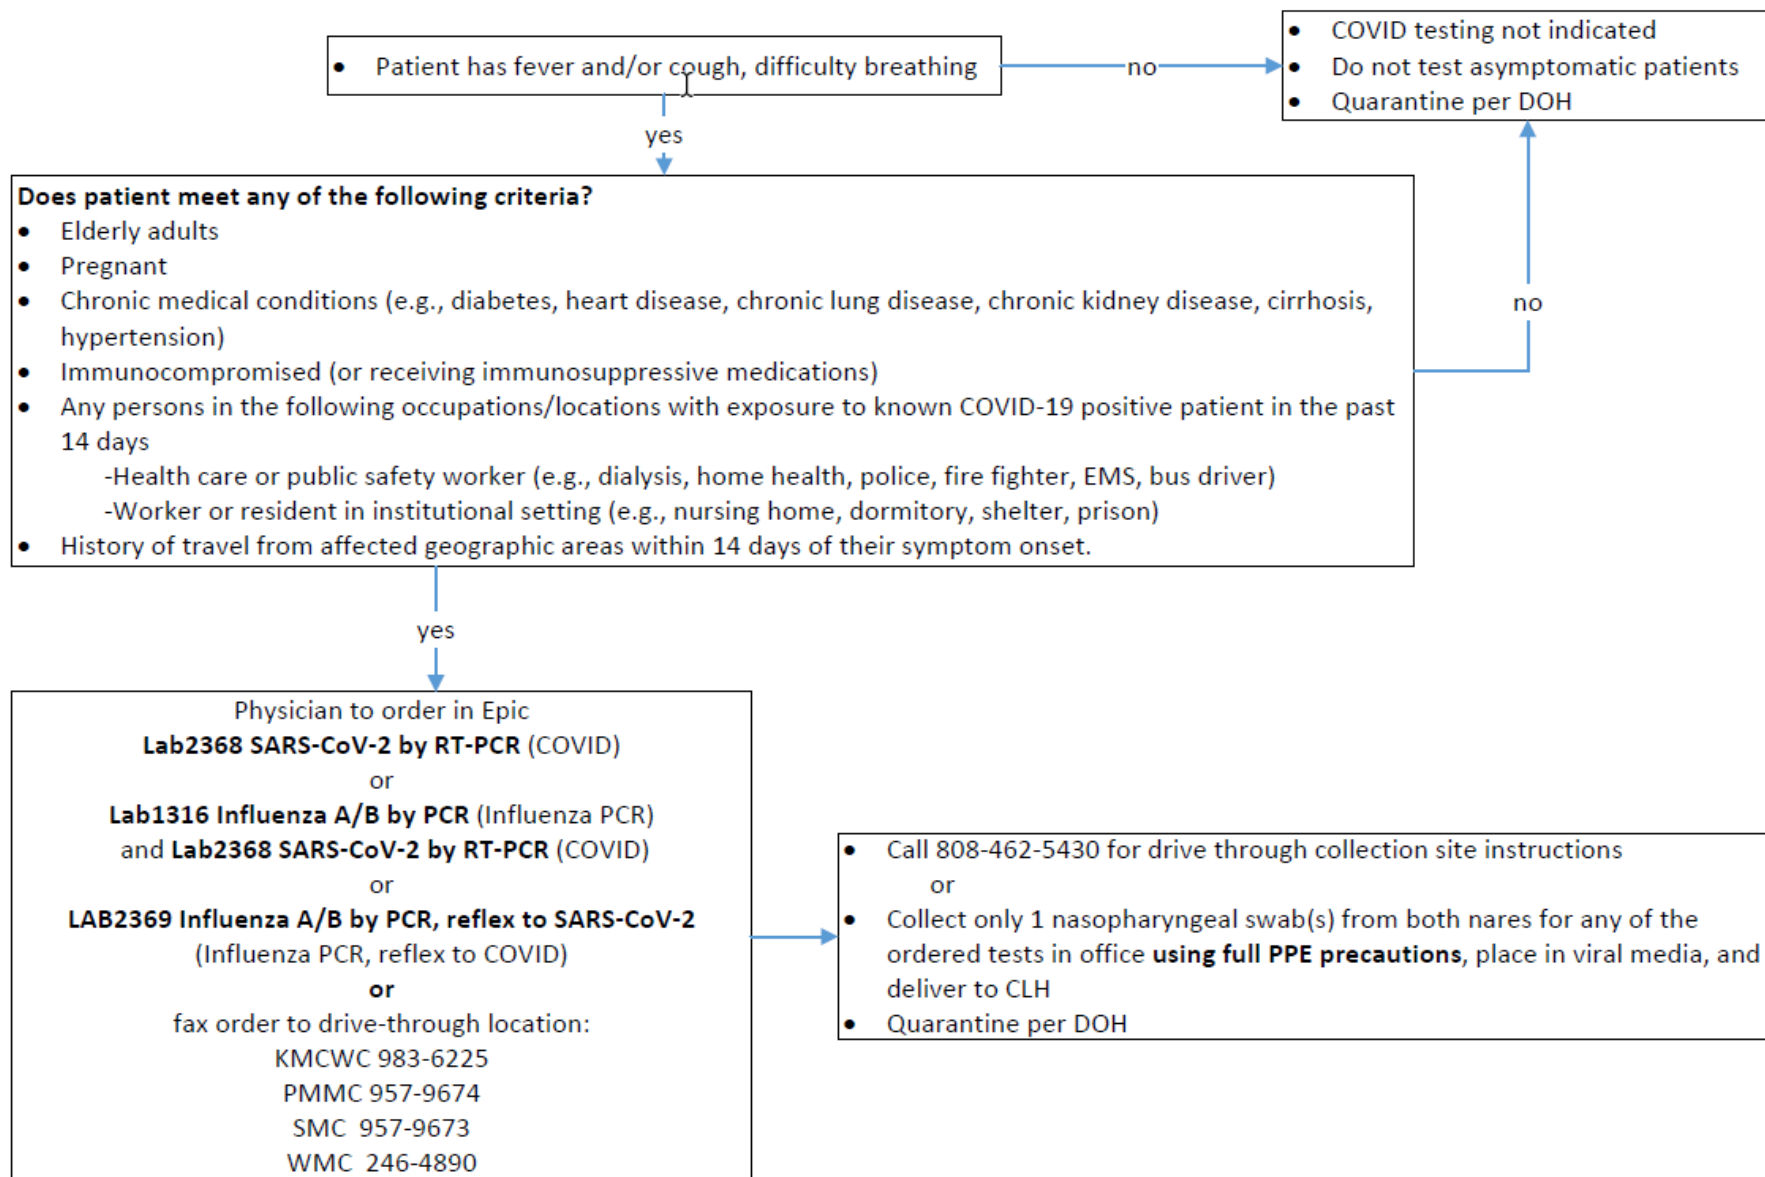 • Patient has fever and/or cough, difficulty breathing
no
• COVID testing not indicated
• Do not test asymptomatic patients
• Quarantine per DOH
yes
Does patient meet any of the following criteria?
• Elderly adults
• Pregnant
• Chronic medical conditions (e.g., diabetes, heart disease, chronic lung disease, chronic kidney disease, cirrhosis,
hypertension)
• Immunocompromised (or receiving immunosuppressive medications)
• Any persons in the following occupations/locations with exposure to known COVID-19 positive patient in the past
14 days
-Health care or public safety worker (e.g., dialysis, home health, police, fire fighter, EMS, bus driver)
-Worker or resident in institutional setting (e.g., nursing home, dormitory, shelter, prison)
• History of travel from affected geographic areas within 14 days of their symptom onset.
no
yes
Physician to order in Epic
Lab2368 SARS-CoV-2 by RT-PCR (COVID)
or
Lab1316 Influenza A/B by PCR (Influenza PCR)
and Lab2368 SARS-CoV-2 by RT-PCR (COVID)
or
LAB2369 Influenza A/B by PCR, reflex to SARS-CoV-2
(Influenza PCR, reflex to COVID)
or
fax order to drive-through location:
KMCWC 983-6225
PMMC 957-9674
SMC 957-9673
WMC 246-4890
• Call 808-462-5430 for drive through collection site instructions
or
• Collect only 1 nasopharyngeal swab(s) from both nares for any of the
ordered tests in office using full PPE precautions, place in viral media, and
deliver to CLH
• Quarantine per DOH